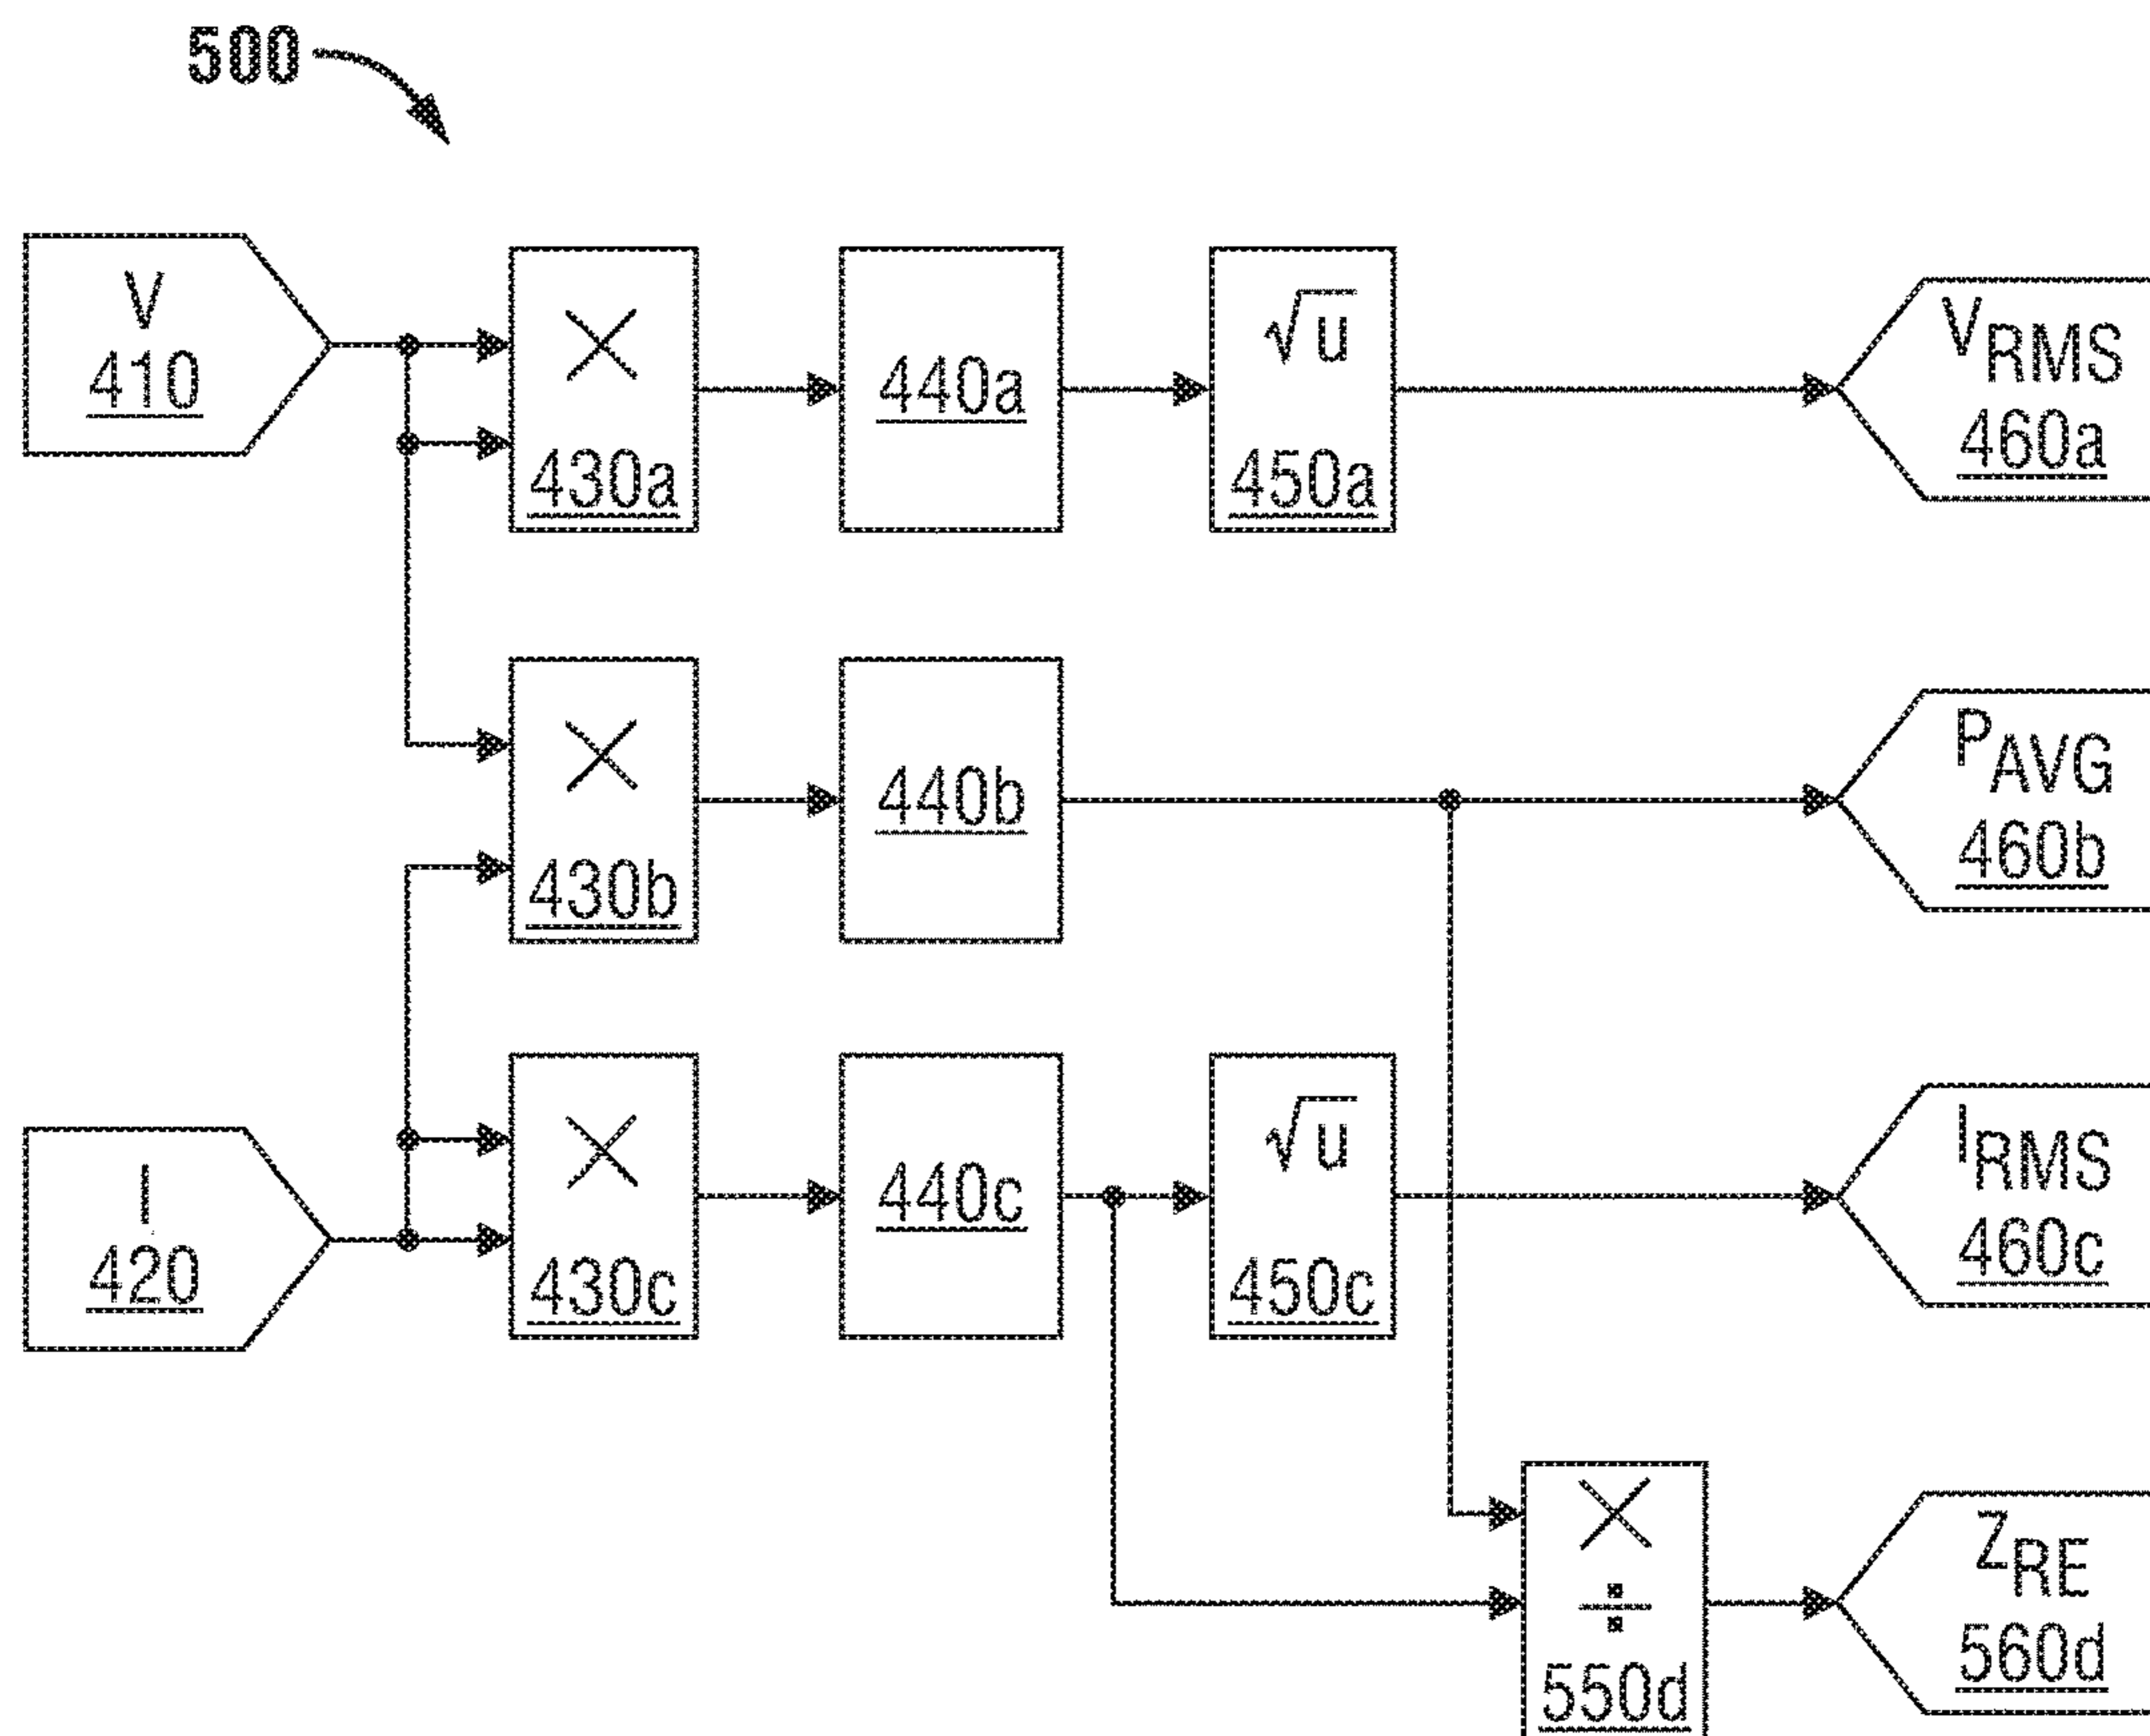 500
V
410
×
430a
440a
√u
450a
VRMS
460a
×
430b
440b
PAVG
460b
I
420
×
430c
440c
√u
450c
IRMS
460c
×
÷
550d
ZRE
560d